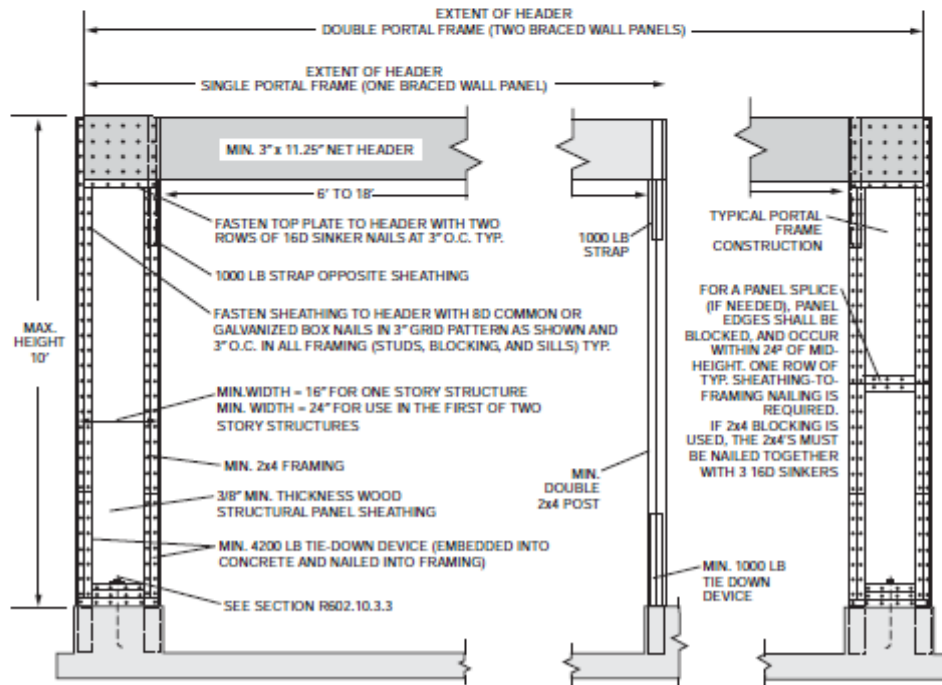 EXTENT OF HEADER
DOUBLE PORTAL FRAME (TWO BRACED WALL PANELS)
EXTENT OF HEADER
SINGLE PORTAL FRAME (ONE BRACED WALL PANEL)
MIN. 3" x 11.25" NET HEADER
6' TO 18'
FASTEN TOP PLATE TO HEADER WITH TWO
ROWS OF 16D SINKER NAILS AT 3" O.C. TYP.
1000 LB STRAP OPPOSITE SHEATHING
FASTEN SHEATHING TO HEADER WITH 8D COMMON OR
GALVANIZED BOX NAILS IN 3" GRID PATTERN AS SHOWN AND
3" O.C. IN ALL FRAMING (STUDS, BLOCKING, AND SILLS) TYP.
MAX.
HEIGHT
10'
MIN.WIDTH = 16" FOR ONE STORY STRUCTURE
MIN. WIDTH = 24" FOR USE IN THE FIRST OF TWO
STORY STRUCTURES
MIN. 2x4 FRAMING
3/8" MIN. THICKNESS WOOD
STRUCTURAL PANEL SHEATHING
MIN. 4200 LB TIE-DOWN DEVICE (EMBEDDED INTO
CONCRETE AND NAILED INTO FRAMING)
SEE SECTION R602.10.3.3
1000 LB
STRAP
MIN.
DOUBLE
2x4 POST
TYPICAL PORTAL
FRAME
CONSTRUCTION
FOR A PANEL SPLICE
(IF NEEDED), PANEL
EDGES SHALL BE
BLOCKED, AND OCCUR
WITHIN 24² OF MID-
HEIGHT. ONE ROW OF
TYP. SHEATHING-TO-
FRAMING NAILING IS
REQUIRED.
IF 2x4 BLOCKING IS
USED, THE 2x4'S MUST
BE NAILED TOGETHER
WITH 3 16D SINKERS
MIN. 1000 LB
TIE DOWN
DEVICE